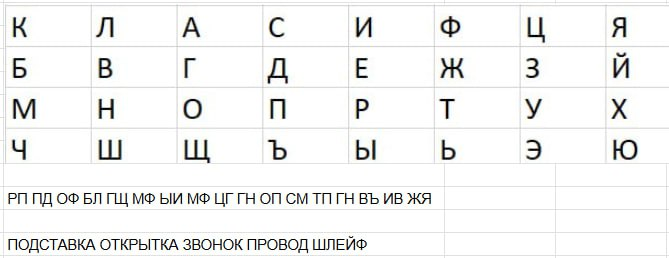 К Л А С И Ф Ц Я
Б В Г Д Е Ж З Й
М Н О П Р Т У Х
Ч Ш Щ Ъ Ы Ь Э Ю
РП ПД ОФ БЛ ГЩ МФ ЫИ МФ ЦГ ГН ОП СМ ТП ГН ВЪ ИВ ЖЯ
ПОДСТАВКА ОТКРЫТКА ЗВОНОК ПРОВОД ШЛЕЙФ